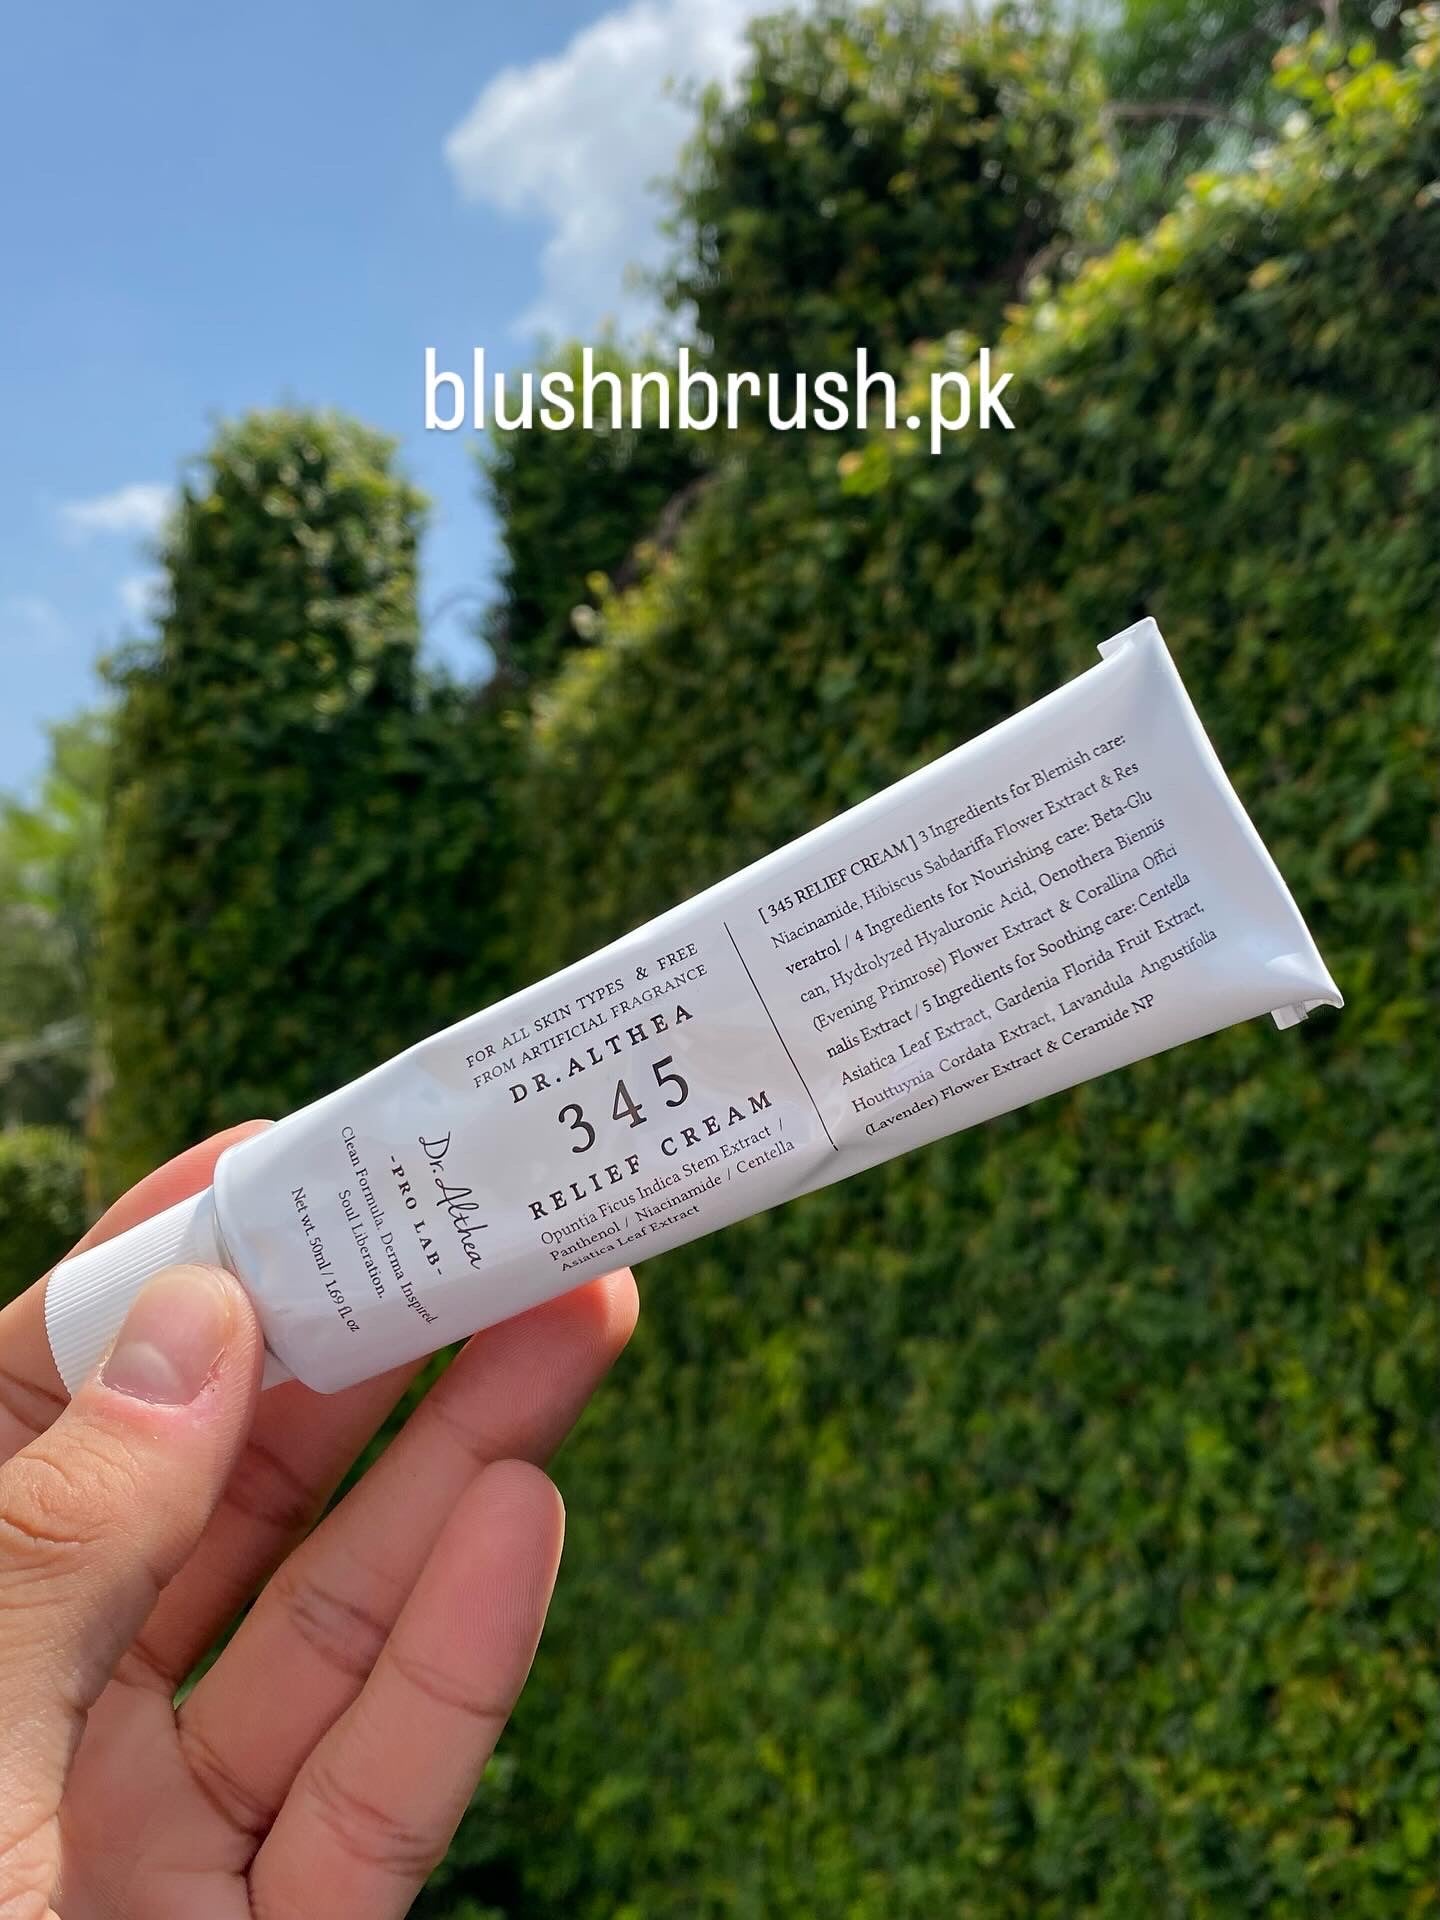 blushnbrush.pk
FOR ALL SKIN TYPES & FREE
FROM ARTIFICIAL FRAGRANCE
DR.ALTHEA
345
RELIEF CREAM
Opuntia Ficus Indica Stem Extract /
Panthenol / Niacinamide / Centella
Asiatica Leaf Extract
[ 345 RELIEF CREAM ] 3 Ingredients for Blemish care:
Niacinamide, Hibiscus Sabdariffa Flower Extract & Res
veratrol / 4 Ingredients for Nourishing care: Beta-Glu
can, Hydrolyzed Hyaluronic Acid, Oenothera Biennis
(Evening Primrose) Flower Extract & Corallina Offici
nalis Extract / 5 Ingredients for Soothing care: Centella
Asiatica Leaf Extract, Gardenia Florida Fruit Extract,
Houttuynia Cordata Extract, Lavandula Angustifolia
(Lavender) Flower Extract & Ceramide NP
Dr.Althea
-PRO LAB-
Clean Formula. Derma Inspired.
Soul Liberation.
Net wt. 50ml / 1.69 fl. oz